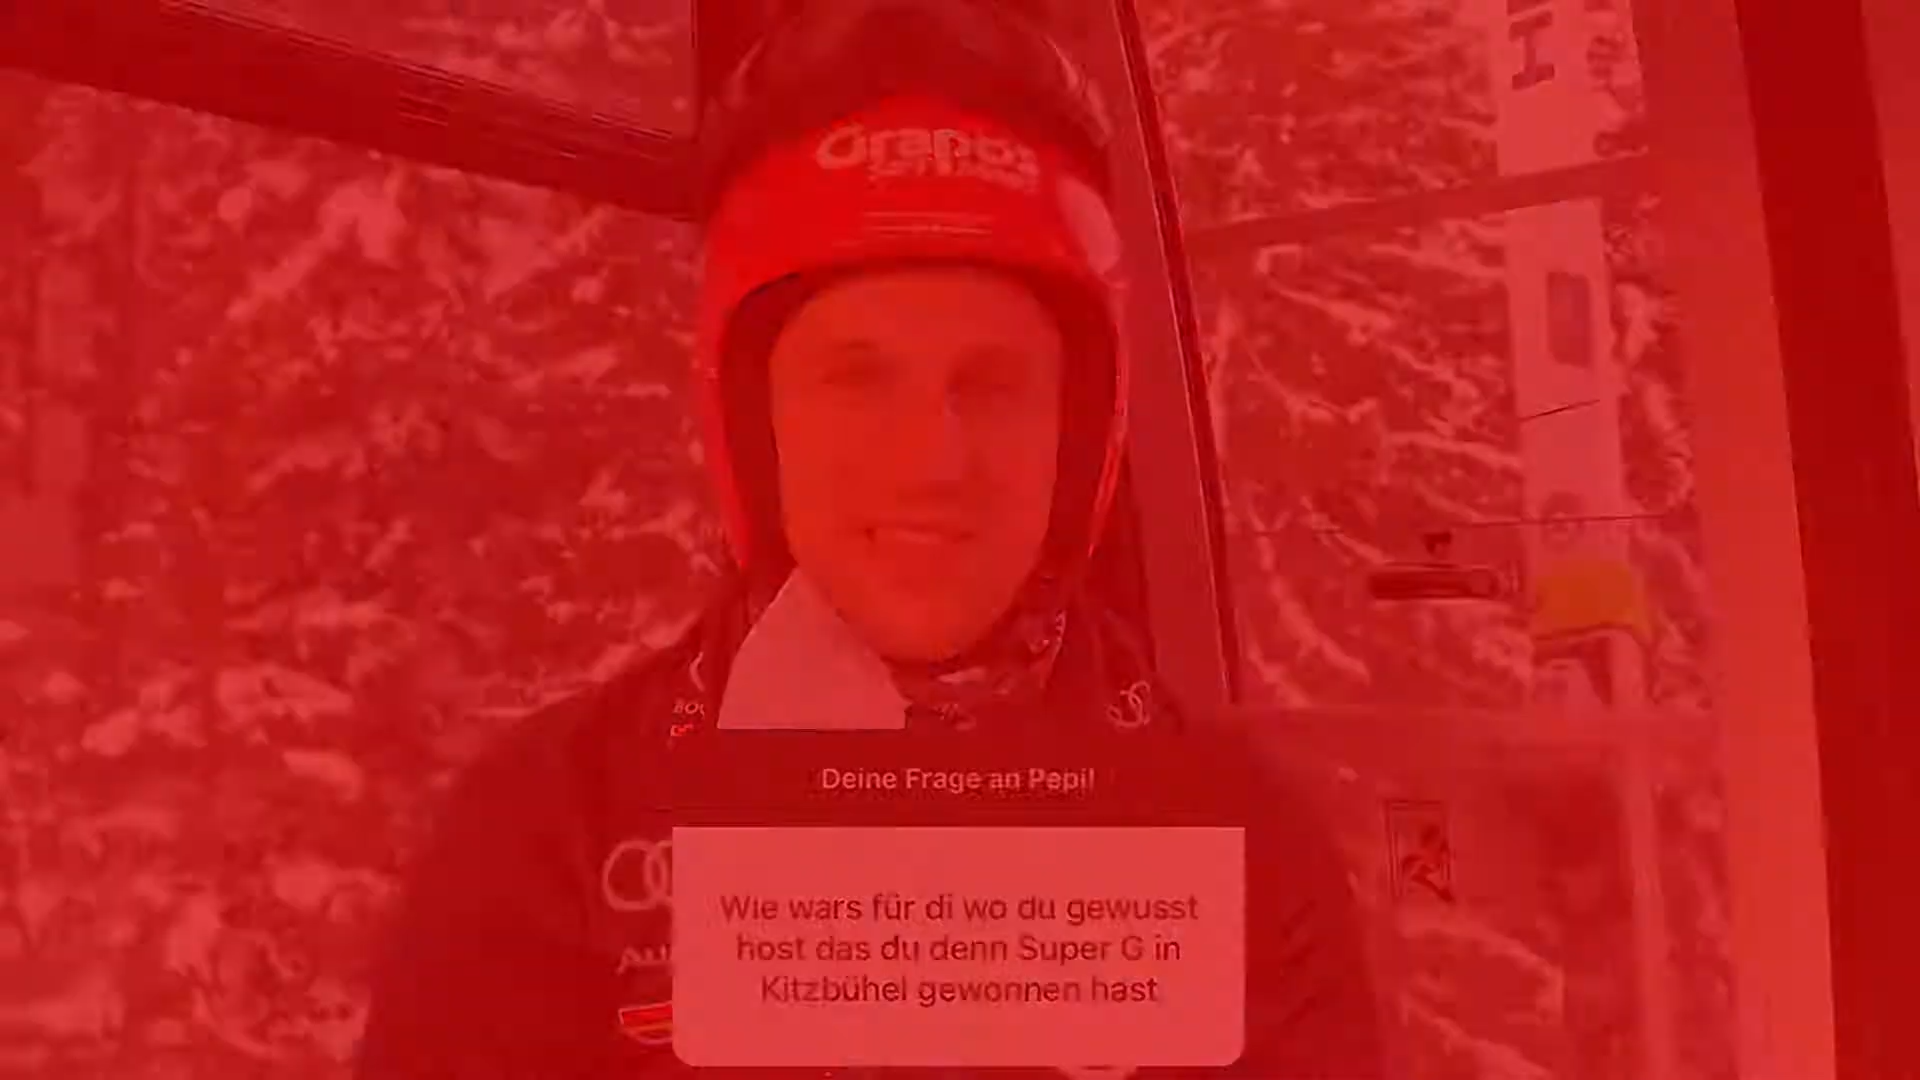 Deine Frage an Pepi!
Wie wars für di wo du gewusst
host das du denn Super G in
Kitzbühel gewonnen hast